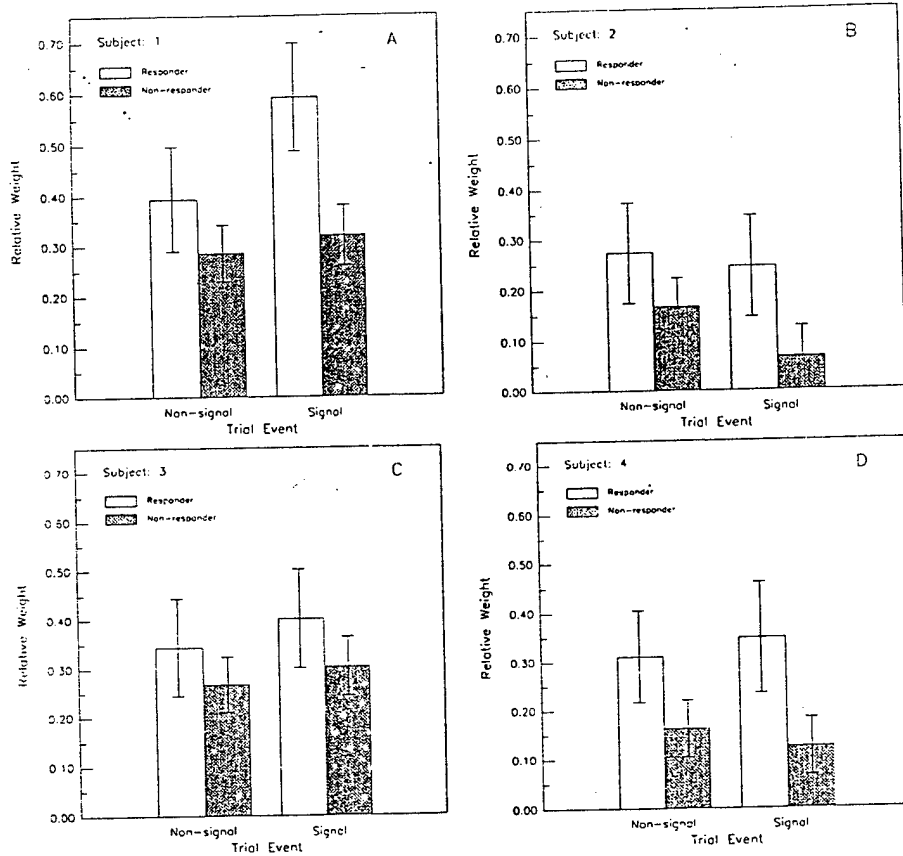 Subject: 1
A
Responder
Non-responder
0.70
0.60
0.50
0.40
0.30
0.20
0.10
0.00
Relative Weight
Non-signal
Signal
Trial Event
Subject: 2
B
Responder
Non-responder
0.70
0.60
0.50
0.40
0.30
0.20
0.10
0.00
Relative Weight
Non-signal
Signal
Trial Event
Subject: 3
C
Responder
Non-responder
0.70
0.60
0.50
0.40
0.30
0.20
0.10
0.00
Relative Weight
Non-signal
Signal
Trial Event
Subject: 4
D
Responder
Non-responder
0.70
0.60
0.50
0.40
0.30
0.20
0.10
0.00
Relative Weight
Non-signal
Signal
Trial Event